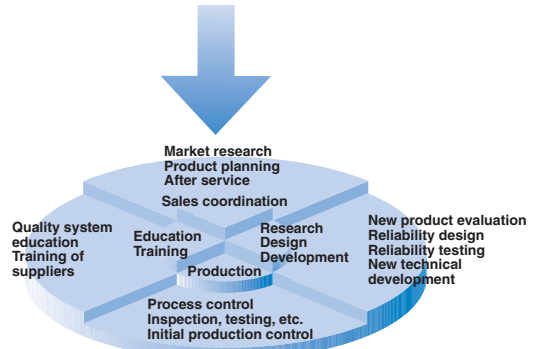 Market research
Product planning
After service
Sales coordination
Quality system
education
Training of
suppliers
Education
Training
Research
Design
Development
New product evaluation
Reliability design
Reliability testing
New technical
development
Production
Process control
Inspection, testing, etc.
Initial production control